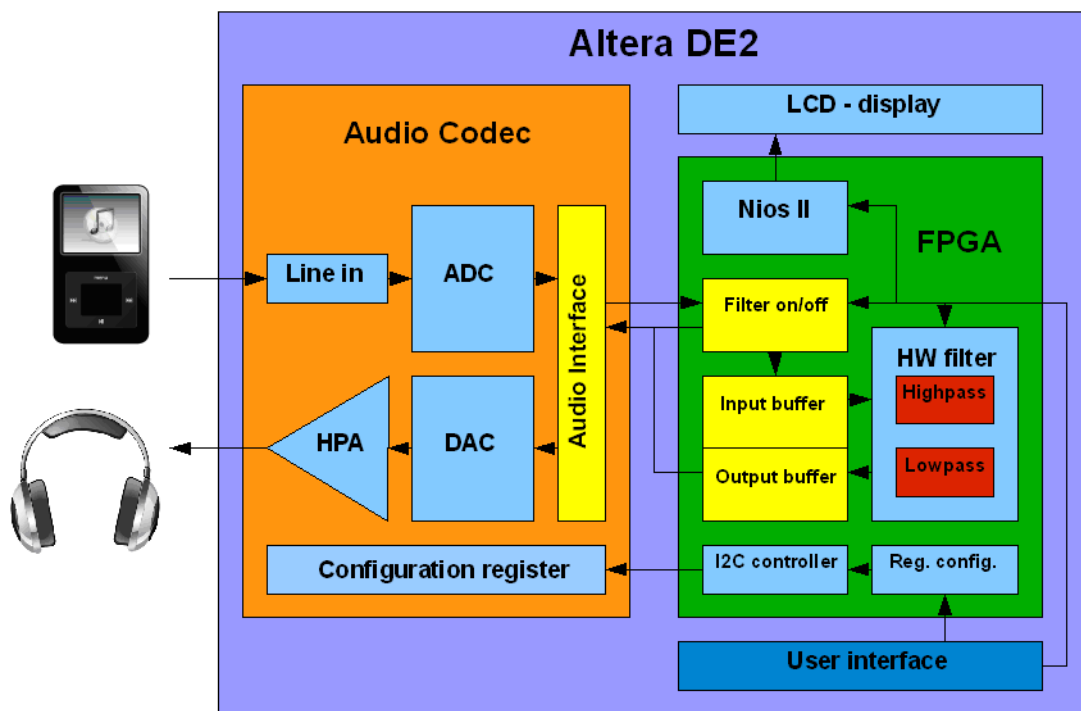 Altera DE2
Audio Codec
LCD - display
Nios II
FPGA
Line in
ADC
Audio Interface
Filter on/off
HW filter
Highpass
Input buffer
HPA
DAC
Lowpass
Output buffer
Configuration register
I2C controller
Reg. config.
User interface